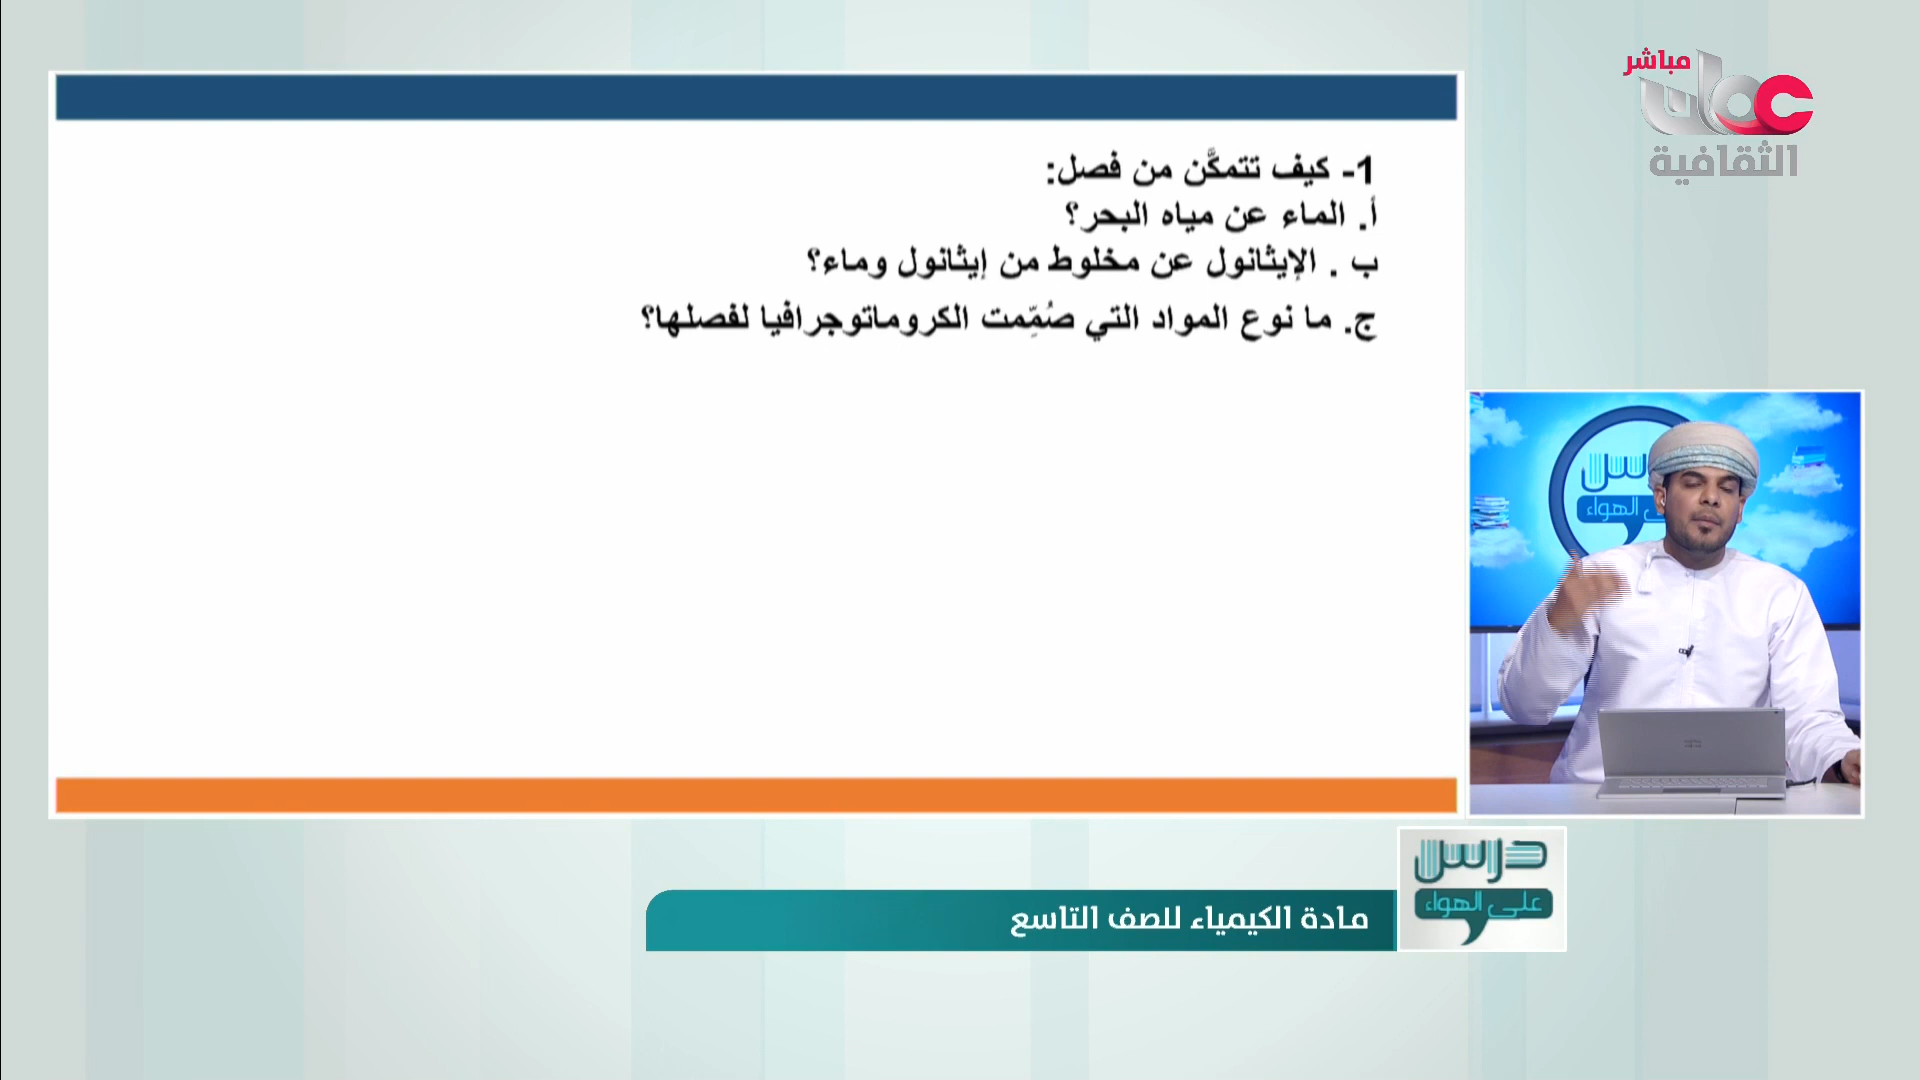 مباشر
عمان
الثقافية
1- كيف تتمكَّن من فصل:
أ. الماء عن مياه البحر؟
ب . الإيثانول عن مخلوط من إيثانول وماء؟
ج. ما نوع المواد التي صُمِّمت الكروماتوجرافيا لفصلها؟
درس
على الهواء
مادة الكيمياء للصف التاسع